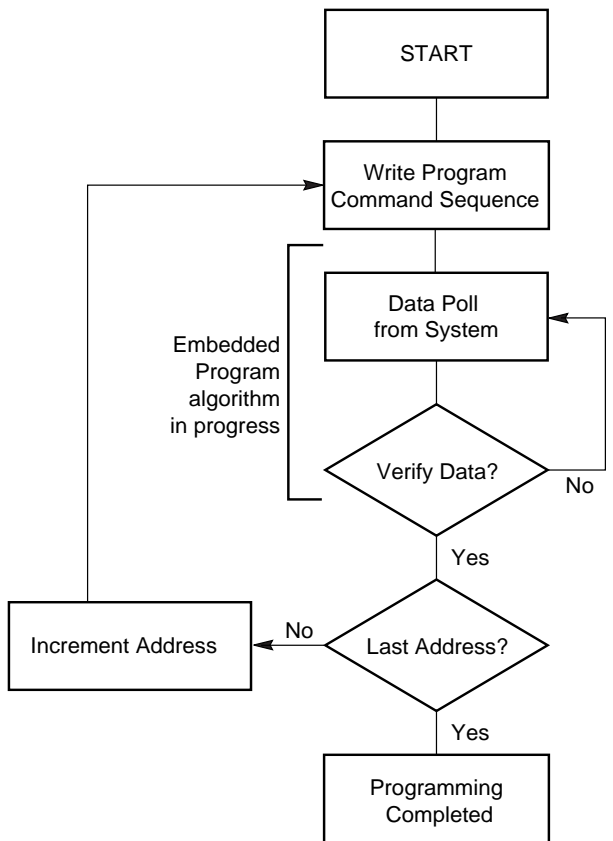 START
Write Program
Command Sequence
Data Poll
from System
Embedded
Program
algorithm
in progress
Verify Data?
No
Yes
Last Address?
No
Increment Address
Yes
Programming
Completed